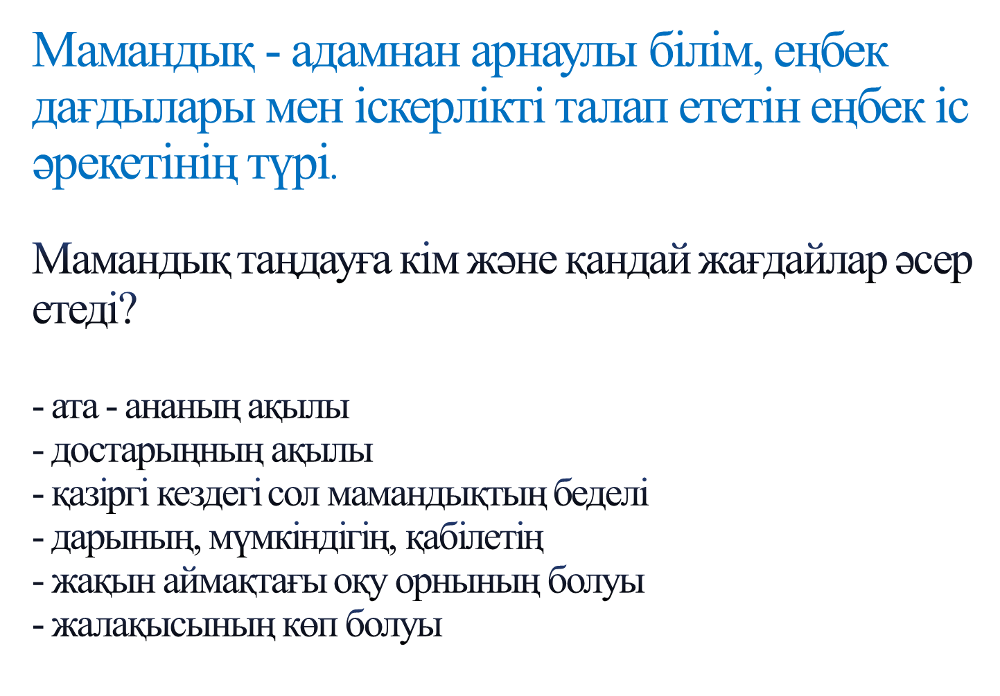 Мамандық - адамнан арнаулы білім, еңбек
дағдылары мен іскерлікті талап ететін еңбек іс
әрекетінің түрі.
Мамандық таңдауға кім және қандай жағдайлар әсер
етеді?
- ата - ананың ақылы
- достарыңның ақылы
- қазіргі кездегі сол мамандықтың беделі
- дарының, мүмкіндігің, қабілетің
- жақын аймақтағы оқу орнының болуы
- жалақысының көп болуы